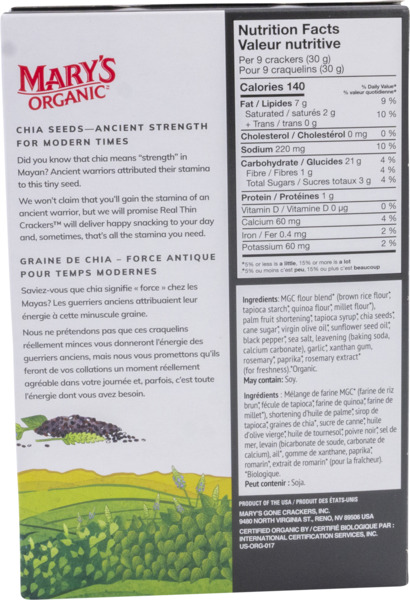 MARY'S
ORGANIC
CHIA SEEDS—ANCIENT STRENGTH
FOR MODERN TIMES
Did you know that chia means “strength” in
Mayan? Ancient warriors attributed their stamina
to this tiny seed.
We won't claim that you'll gain the stamina of an
ancient warrior, but we will promise Real Thin
Crackers™ will deliver happy snacking to your day
and, sometimes, that's all the stamina you need.
GRAINE DE CHIA – FORCE ANTIQUE
POUR TEMPS MODERNES
Saviez-vous que chia signifie « force » chez les
Mayas? Les guerriers anciens attribuaient leur
énergie à cette minuscule graine.
Nous ne prétendons pas que ces craquelins
réellement minces vous donneront l'énergie des
guerriers anciens, mais nous vous promettons qu'ils
feront de vos collations un moment réellement
agréable dans votre journée et, parfois, c'est toute
l'énergie dont vous avez besoin.
Nutrition Facts
Valeur nutritive
Per 9 crackers (30 g)
Pour 9 craquelins (30 g)
Calories 140
% Daily Value*
% valeur quotidienne*
Fat / Lipides 7 g 9 %
Saturated / saturés 2 g 10 %
+ Trans / trans 0 g
Cholesterol / Cholestérol 0 mg 0 %
Sodium 220 mg 10 %
Carbohydrate / Glucides 21 g 4 %
Fibre / Fibres 1 g 4 %
Total Sugars / Sucres totaux 3 g 4 %
Protein / Protéines 1 g
Vitamin D / Vitamine D 0 µg 0 %
Calcium 60 mg 4 %
Iron / Fer 0.4 mg 2 %
Potassium 60 mg 2 %
*5% or less is a little, 15% or more is a lot
*5% ou moins c'est peu, 15% ou plus c'est beaucoup
Ingredients: MGC flour blend* (brown rice flour*,
tapioca starch*, quinoa flour*, millet flour*),
palm fruit shortening*, tapioca syrup*, chia seeds*,
cane sugar*, virgin olive oil*, sunflower seed oil*,
black pepper*, sea salt, leavening (baking soda,
calcium carbonate), garlic*, xanthan gum,
rosemary*, paprika*, rosemary extract*
(for freshness). *Organic.
May contain: Soy.
Ingrédients : Mélange de farine MGC* (farine de riz
brun*, fécule de tapioca*, farine de quinoa*, farine de
millet*), shortening d'huile de palme*, sirop de
tapioca*, graines de chia*, sucre de canne*, huile
d'olive vierge*, huile de tournesol*, poivre noir*, sel de
mer, levain (bicarbonate de soude, carbonate de
calcium), ail*, gomme de xanthane, paprika*,
romarin*, extrait de romarin* (pour la fraîcheur).
*Biologique.
Peut contenir : Soja.
PRODUCT OF THE USA / PRODUIT DES ÉTATS-UNIS
MARY'S GONE CRACKERS, INC.
9480 NORTH VIRGINIA ST., RENO, NV 89506 USA
CERTIFIED ORGANIC BY / CERTIFIÉ BIOLOGIQUE PAR :
INTERNATIONAL CERTIFICATION SERVICES, INC.
US-ORG-017